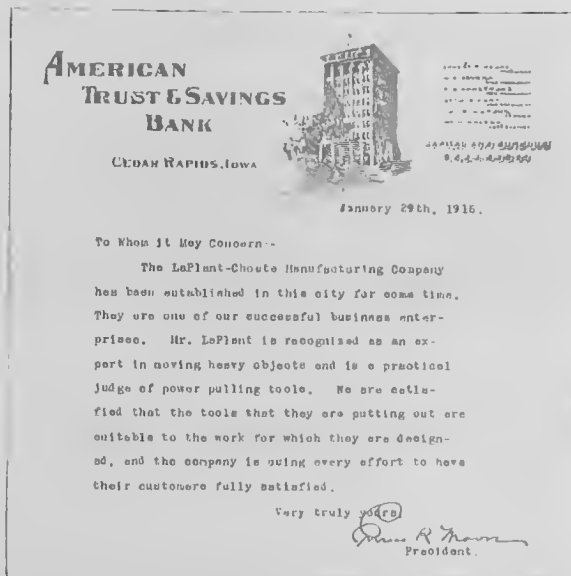 AMERICAN
TRUST & SAVINGS
BANK
CEDAR RAPIDS, IOWA
CAPITAL AND SURPLUS
January 29th, 1916.
To Whom it May Concern--
The LaPlant-Choate Manufacturing Company
has been established in this city for some time.
They are one of our successful business enter-
prises. Mr. LaPlant is recognized as an ex-
pert in moving heavy objects and is a practical
judge of power pulling tools. We are satis-
fied that the tools that they are putting out are
suitable to the work for which they are design-
ed, and the company is using every effort to have
their customers fully satisfied.
Very truly yours,
R
President.